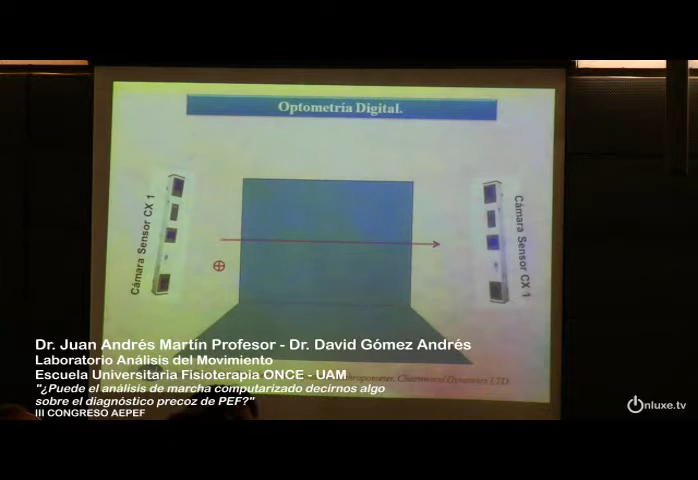 Optometría Digital.
Cámara Sensor CX 1
Cámara Sensor CX 1
Dr. Juan Andrés Martín Profesor - Dr. David Gómez Andrés
Laboratorio Análisis del Movimiento
Escuela Universitaria Fisioterapia ONCE - UAM
Charnwood Dynamics LTD.
"¿Puede el análisis de marcha computarizado decirnos algo
sobre el diagnóstico precoz de PEF?"
III CONGRESO AEPEF
Onluxe.tv